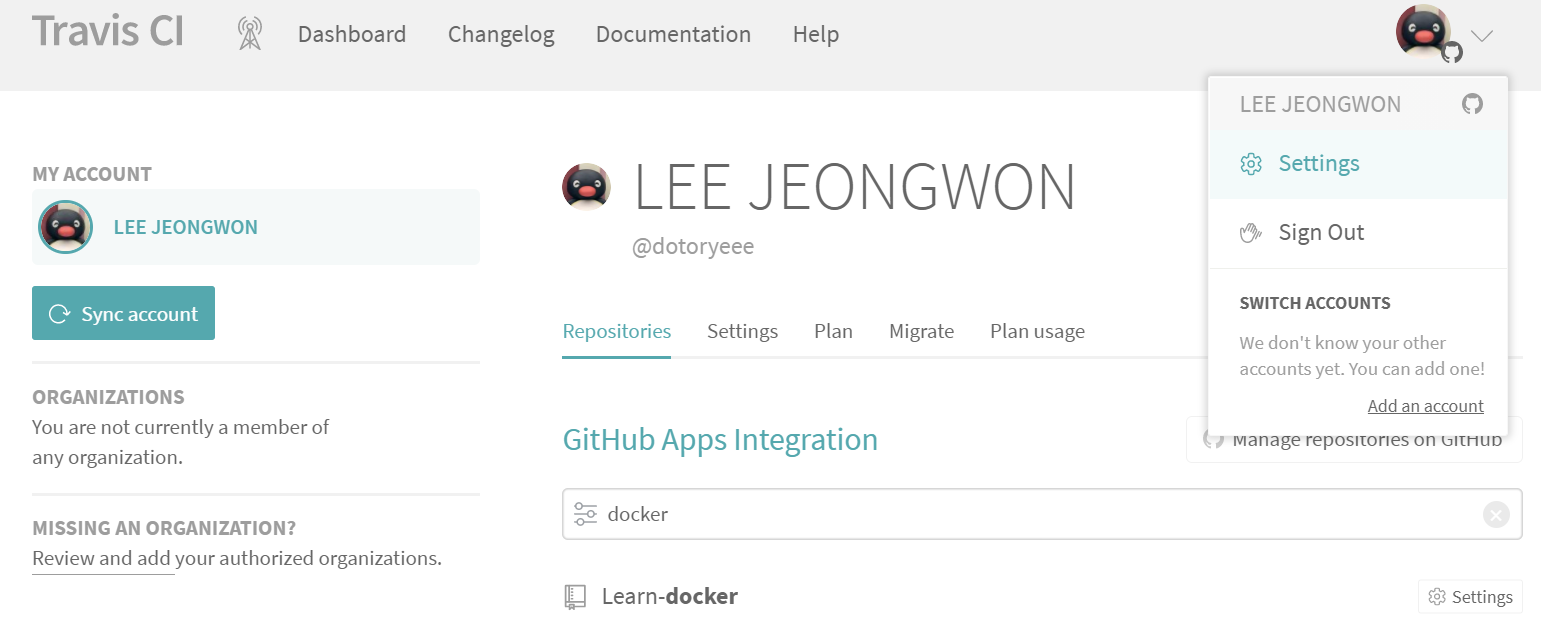 Travis CI
Dashboard
Changelog
Documentation
Help
LEE JEONGWON
Settings
Sign Out
SWITCH ACCOUNTS
We don't know your other
accounts yet. You can add one!
Add an account
MY ACCOUNT
LEE JEONGWON
Sync account
ORGANIZATIONS
You are not currently a member of
any organization.
MISSING AN ORGANIZATION?
Review and add your authorized organizations.
LEE JEONGWON
@dotoryeee
Repositories
Settings
Plan
Migrate
Plan usage
GitHub Apps Integration
Manage repositories on GitHub
docker
Learn-docker
Settings